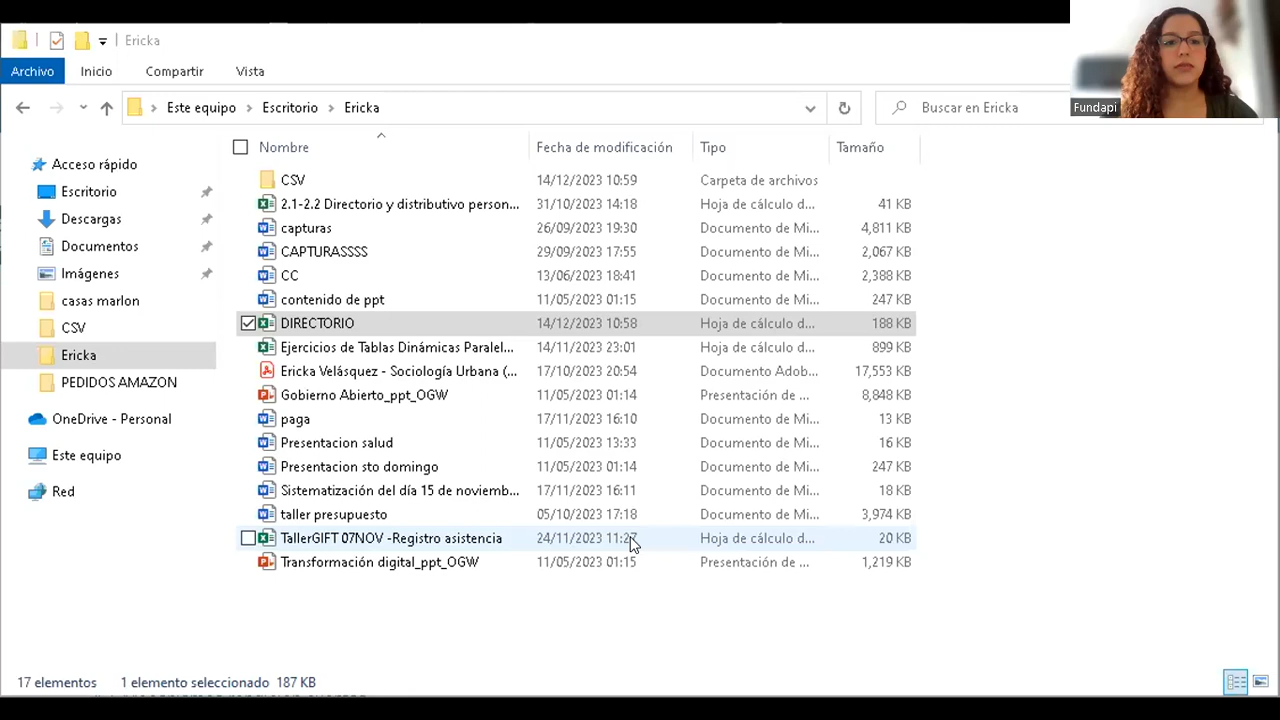 Ericka
Archivo Inicio Compartir Vista
Este equipo Escritorio Ericka Buscar en Ericka
Fundapi
Nombre Fecha de modificación Tipo Tamaño
Acceso rápido
Escritorio
Descargas
Documentos
Imágenes
casas marlon
CSV
Ericka
PEDIDOS AMAZON
OneDrive - Personal
Este equipo
Red
CSV 14/12/2023 10:59 Carpeta de archivos
2.1-2.2 Directorio y distributivo person... 31/10/2023 14:18 Hoja de cálculo d... 41 KB
capturas 26/09/2023 19:30 Documento de Mi... 4,811 KB
CAPTURASSSS 29/09/2023 17:55 Documento de Mi... 2,067 KB
CC 13/06/2023 18:41 Documento de Mi... 2,388 KB
contenido de ppt 11/05/2023 01:15 Documento de Mi... 247 KB
DIRECTORIO 14/12/2023 10:58 Hoja de cálculo d... 188 KB
Ejercicios de Tablas Dinámicas Paralel... 14/11/2023 23:01 Hoja de cálculo d... 899 KB
Ericka Velásquez - Sociología Urbana (... 17/10/2023 20:54 Documento Adob... 17,553 KB
Gobierno Abierto_ppt_OGW 11/05/2023 01:14 Presentación de ... 8,848 KB
paga 17/11/2023 16:10 Documento de Mi... 13 KB
Presentacion salud 11/05/2023 13:33 Documento de Mi... 16 KB
Presentacion sto domingo 11/05/2023 01:14 Documento de Mi... 247 KB
Sistematización del día 15 de noviemb... 17/11/2023 16:11 Documento de Mi... 18 KB
taller presupuesto 05/10/2023 17:18 Documento de Mi... 3,974 KB
TallerGIFT 07NOV -Registro asistencia 24/11/2023 11:27 Hoja de cálculo d... 20 KB
Transformación digital_ppt_OGW 11/05/2023 01:15 Presentación de ... 1,219 KB
17 elementos 1 elemento seleccionado 187 KB